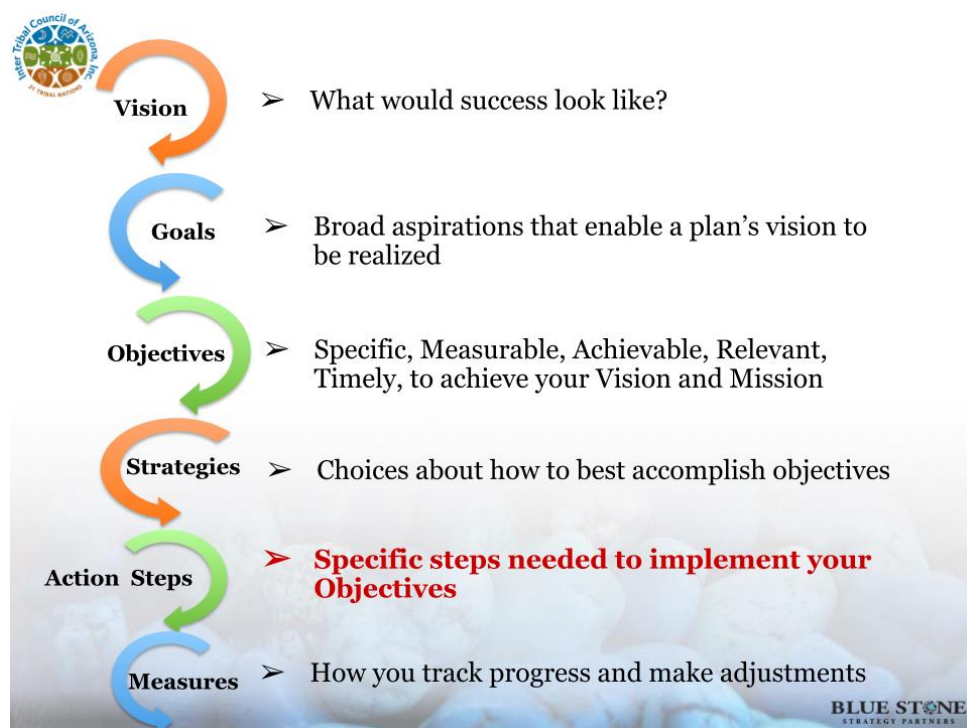 Inter Tribal Council of Arizona, Inc.
21 TRIBAL NATIONS
Vision
➢ What would success look like?
Goals
➢ Broad aspirations that enable a plan’s vision to
be realized
Objectives
➢ Specific, Measurable, Achievable, Relevant,
Timely, to achieve your Vision and Mission
Strategies
➢ Choices about how to best accomplish objectives
Action Steps
➢ Specific steps needed to implement your
Objectives
Measures
➢ How you track progress and make adjustments
BLUE STONE
STRATEGY PARTNERS